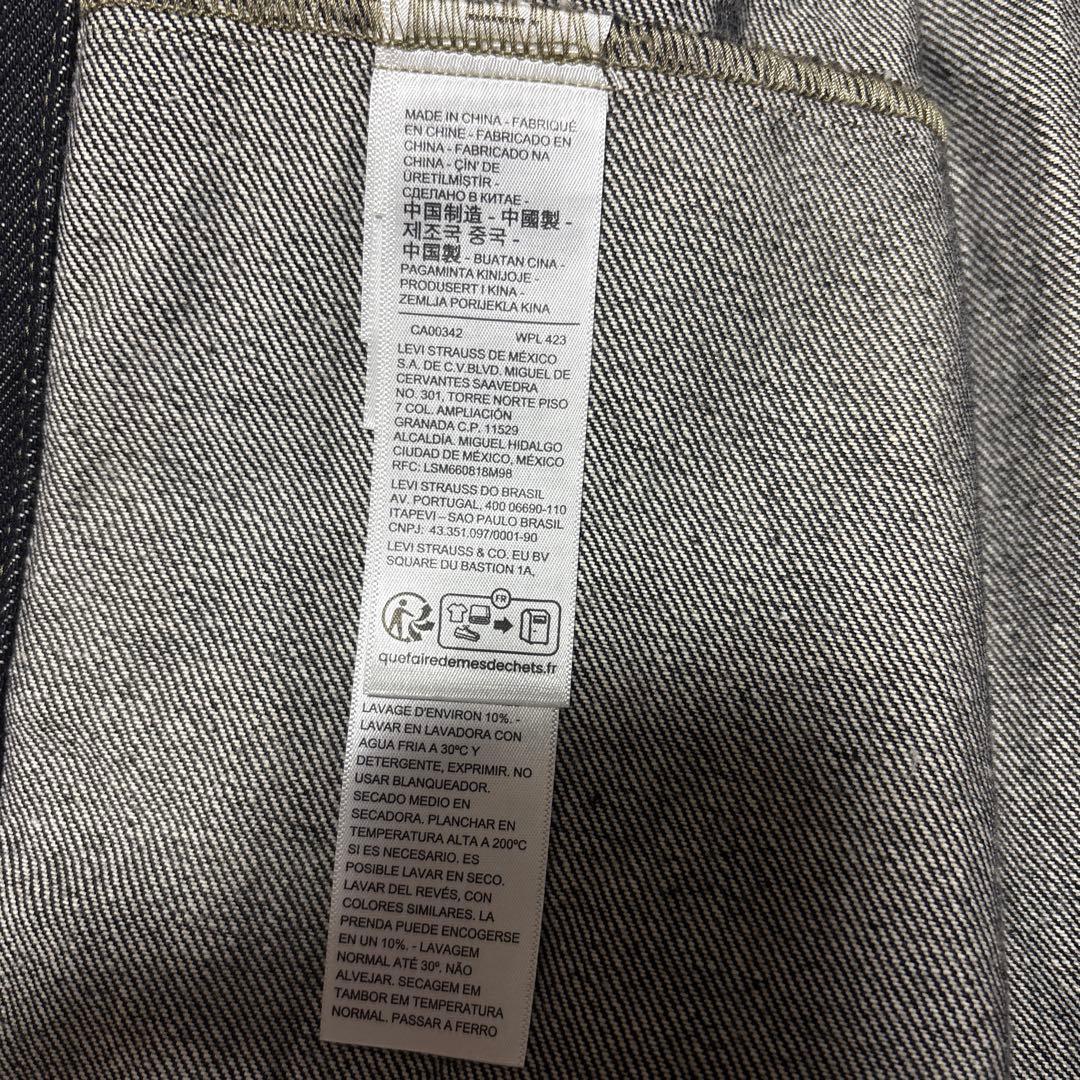 MADE IN CHINA - FABRIQUÉ
EN CHINE - FABRICADO EN
CHINA - FABRICADO NA
CHINA - ÇİN' DE
ÜRETİLMİŞTİR -
СДЕЛАНО В КИТАЕ -
中国制造 - 中國製 -
제조국 중국 -
中国製 - BUATAN CINA -
PAGAMINTA KINIJOJE -
PRODUSERT I KINA -
ZEMLJA PORIJEKLA KINA
CA00342 WPL 423
LEVI STRAUSS DE MÉXICO
S.A. DE C.V.BLVD. MIGUEL DE
CERVANTES SAAVEDRA
NO. 301, TORRE NORTE PISO
7 COL. AMPLIACIÓN
GRANADA C.P. 11529
ALCALDÍA. MIGUEL HIDALGO
CIUDAD DE MÉXICO, MÉXICO
RFC: LSM660818M98
LEVI STRAUSS DO BRASIL
AV. PORTUGAL, 400 06690-110
ITAPEVI – SAO PAULO BRASIL
CNPJ: 43.351.097/0001-90
LEVI STRAUSS & CO. EU BV
SQUARE DU BASTION 1A,
FR
quefairedemesdechets.fr
LAVAGE D'ENVIRON 10%. -
LAVAR EN LAVADORA CON
AGUA FRIA A 30ºC Y
DETERGENTE, EXPRIMIR. NO
USAR BLANQUEADOR.
SECADO MEDIO EN
SECADORA. PLANCHAR EN
TEMPERATURA ALTA A 200ºC
SI ES NECESARIO. ES
POSIBLE LAVAR EN SECO.
LAVAR DEL REVÉS, CON
COLORES SIMILARES. LA
PRENDA PUEDE ENCOGERSE
EN UN 10%. - LAVAGEM
NORMAL ATÉ 30º. NÃO
ALVEJAR. SECAGEM EM
TAMBOR EM TEMPERATURA
NORMAL. PASSAR A FERRO